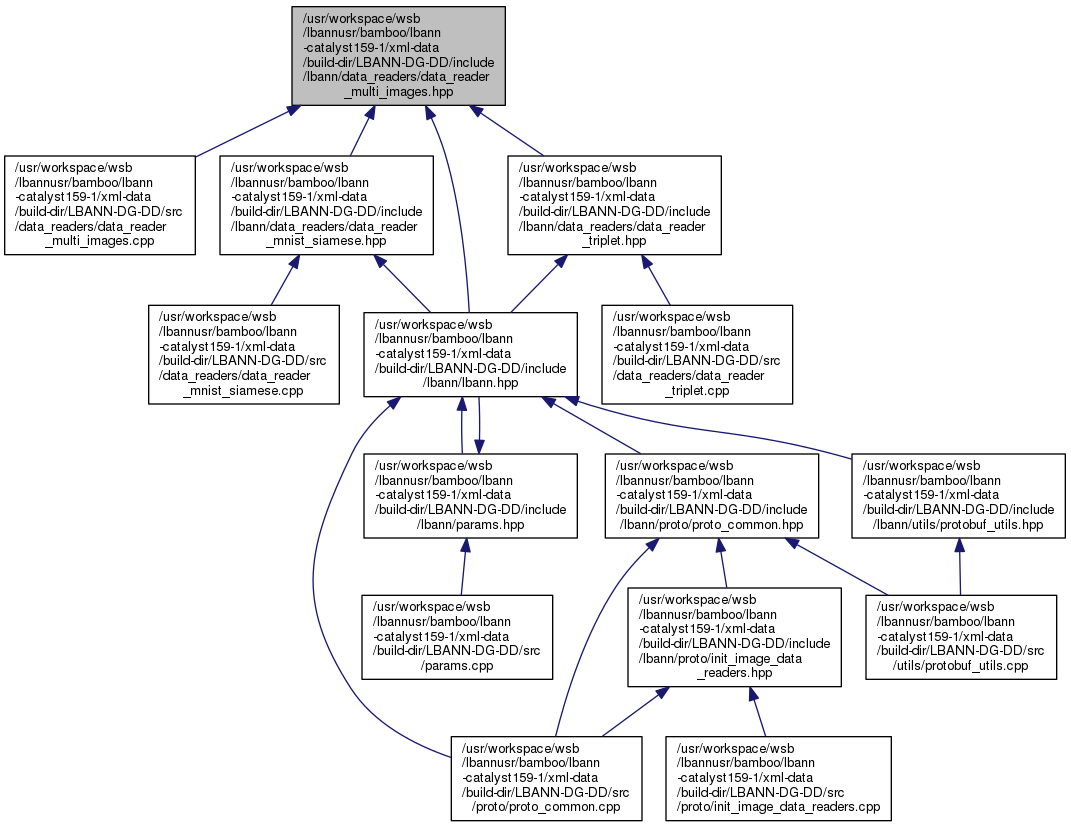 /usr/workspace/wsb
/lbannusr/bamboo/lbann
-catalyst159-1/xml-data
/build-dir/LBANN-DG-DD/include
/lbann/data_readers/data_reader
_multi_images.hpp
/usr/workspace/wsb
/lbannusr/bamboo/lbann
-catalyst159-1/xml-data
/build-dir/LBANN-DG-DD/src
/data_readers/data_reader
_multi_images.cpp
/usr/workspace/wsb
/lbannusr/bamboo/lbann
-catalyst159-1/xml-data
/build-dir/LBANN-DG-DD/include
/lbann/data_readers/data_reader
_mnist_siamese.hpp
/usr/workspace/wsb
/lbannusr/bamboo/lbann
-catalyst159-1/xml-data
/build-dir/LBANN-DG-DD/include
/lbann/data_readers/data_reader
_triplet.hpp
/usr/workspace/wsb
/lbannusr/bamboo/lbann
-catalyst159-1/xml-data
/build-dir/LBANN-DG-DD/src
/data_readers/data_reader
_mnist_siamese.cpp
/usr/workspace/wsb
/lbannusr/bamboo/lbann
-catalyst159-1/xml-data
/build-dir/LBANN-DG-DD/include
/lbann/lbann.hpp
/usr/workspace/wsb
/lbannusr/bamboo/lbann
-catalyst159-1/xml-data
/build-dir/LBANN-DG-DD/src
/data_readers/data_reader
_triplet.cpp
/usr/workspace/wsb
/lbannusr/bamboo/lbann
-catalyst159-1/xml-data
/build-dir/LBANN-DG-DD/include
/lbann/params.hpp
/usr/workspace/wsb
/lbannusr/bamboo/lbann
-catalyst159-1/xml-data
/build-dir/LBANN-DG-DD/include
/lbann/proto/proto_common.hpp
/usr/workspace/wsb
/lbannusr/bamboo/lbann
-catalyst159-1/xml-data
/build-dir/LBANN-DG-DD/include
/lbann/utils/protobuf_utils.hpp
/usr/workspace/wsb
/lbannusr/bamboo/lbann
-catalyst159-1/xml-data
/build-dir/LBANN-DG-DD/src
/params.cpp
/usr/workspace/wsb
/lbannusr/bamboo/lbann
-catalyst159-1/xml-data
/build-dir/LBANN-DG-DD/include
/lbann/proto/init_image_data
_readers.hpp
/usr/workspace/wsb
/lbannusr/bamboo/lbann
-catalyst159-1/xml-data
/build-dir/LBANN-DG-DD/src
/utils/protobuf_utils.cpp
/usr/workspace/wsb
/lbannusr/bamboo/lbann
-catalyst159-1/xml-data
/build-dir/LBANN-DG-DD/src
/proto/proto_common.cpp
/usr/workspace/wsb
/lbannusr/bamboo/lbann
-catalyst159-1/xml-data
/build-dir/LBANN-DG-DD/src
/proto/init_image_data_readers.cpp